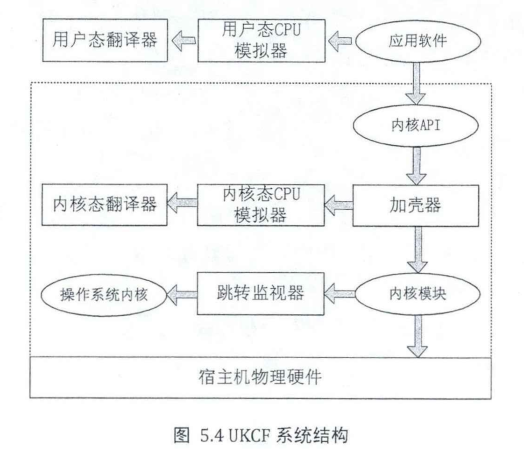 用户态翻译器
用户态CPU
模拟器
应用软件
内核API
内核态翻译器
内核态CPU
模拟器
加壳器
操作系统内核
跳转监视器
内核模块
宿主机物理硬件
图 5.4 UKCF 系统结构